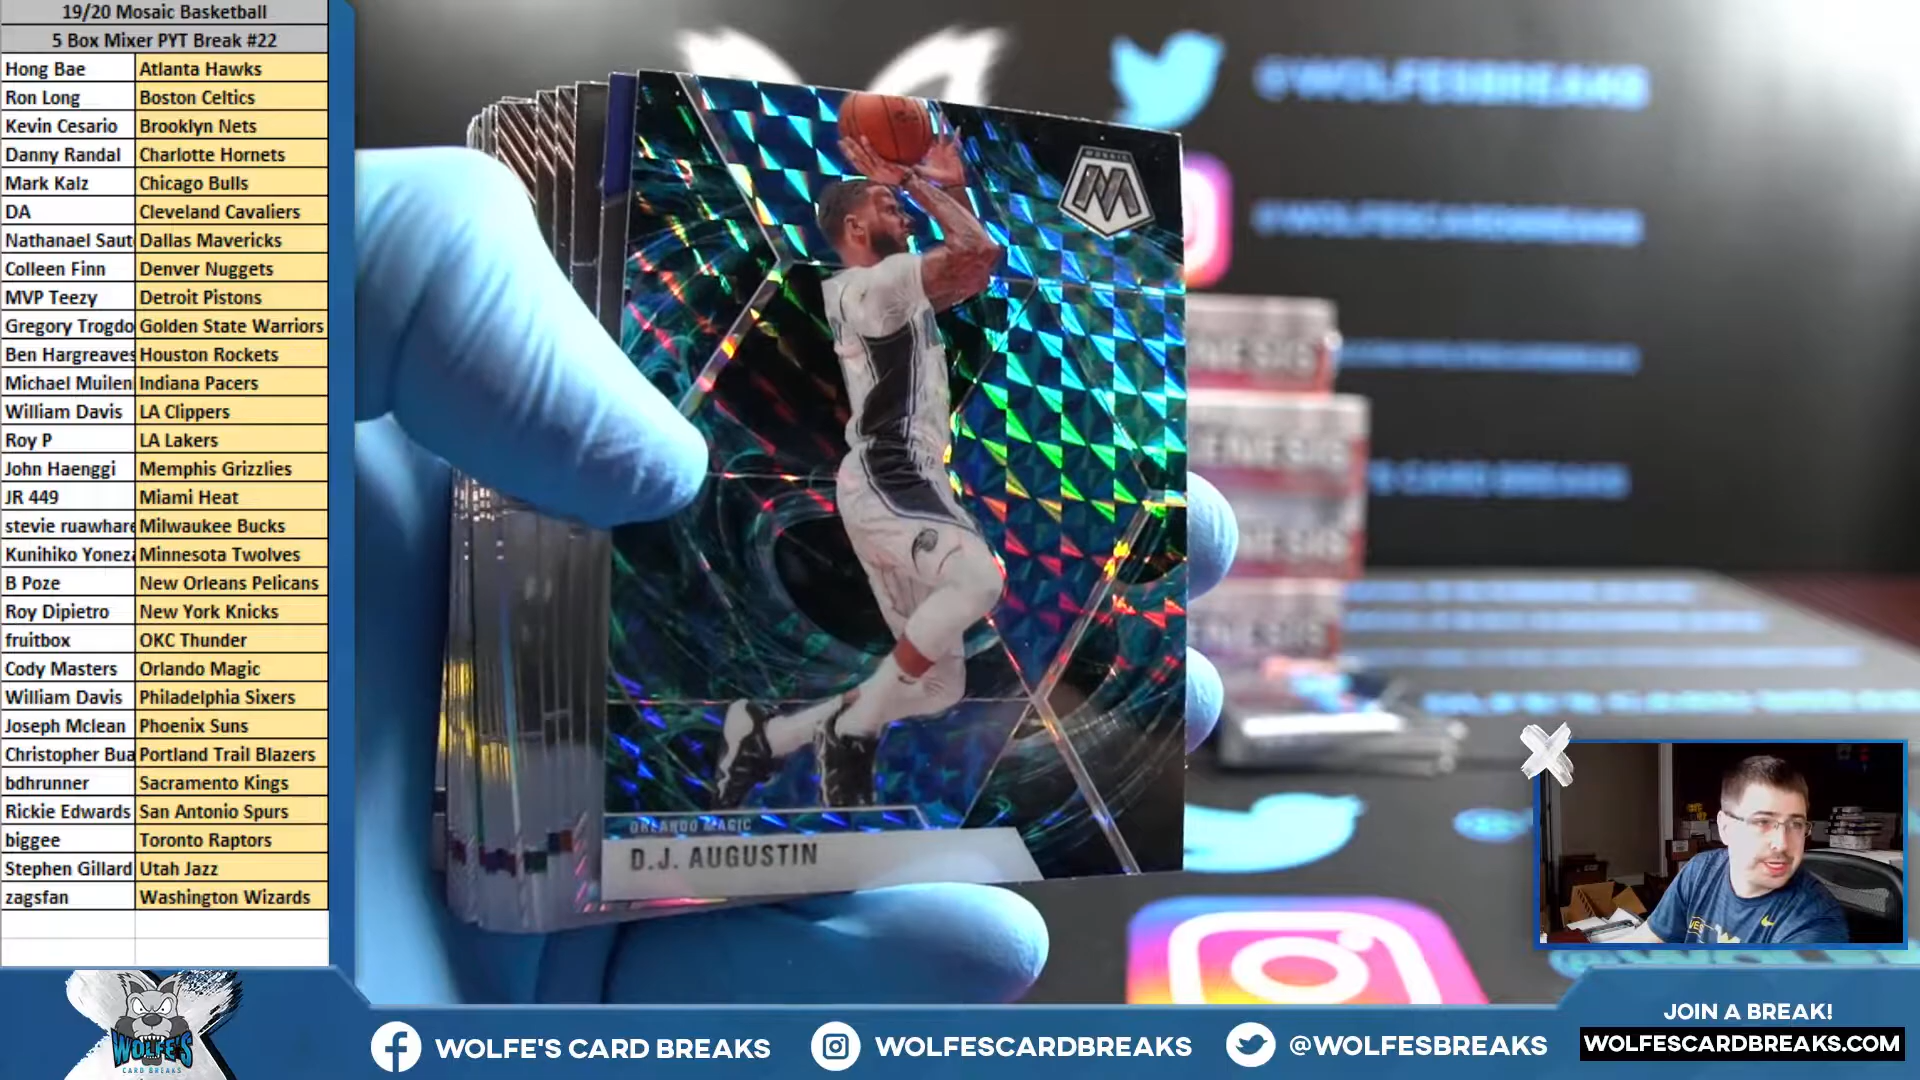 19/20 Mosaic Basketball
5 Box Mixer PYT Break #22
Hong Bae Atlanta Hawks
Ron Long Boston Celtics
Kevin Cesario Brooklyn Nets
Danny Randal Charlotte Hornets
Mark Kalz Chicago Bulls
DA Cleveland Cavaliers
Nathanael Saut Dallas Mavericks
Colleen Finn Denver Nuggets
MVP Teezy Detroit Pistons
Gregory Trogdo Golden State Warriors
Ben Hargreaves Houston Rockets
Michael Muilen Indiana Pacers
William Davis LA Clippers
Roy P LA Lakers
John Haenggi Memphis Grizzlies
JR 449 Miami Heat
stevie ruawhare Milwaukee Bucks
Kunihiko Yoneza Minnesota Twolves
B Poze New Orleans Pelicans
Roy Dipietro New York Knicks
fruitbox OKC Thunder
Cody Masters Orlando Magic
William Davis Philadelphia Sixers
Joseph Mclean Phoenix Suns
Christopher Bua Portland Trail Blazers
bdhrunner Sacramento Kings
Rickie Edwards San Antonio Spurs
biggee Toronto Raptors
Stephen Gillard Utah Jazz
zagsfan Washington Wizards
@WOLFESBREAKS
MOSAIC
M
GENESIS
ORLANDO MAGIC
D.J. AUGUSTIN
WOLFE'S
CARD BREAKS
WOLFE'S CARD BREAKS
WOLFESCARDBREAKS
@WOLFESBREAKS
JOIN A BREAK!
WOLFESCARDBREAKS.COM